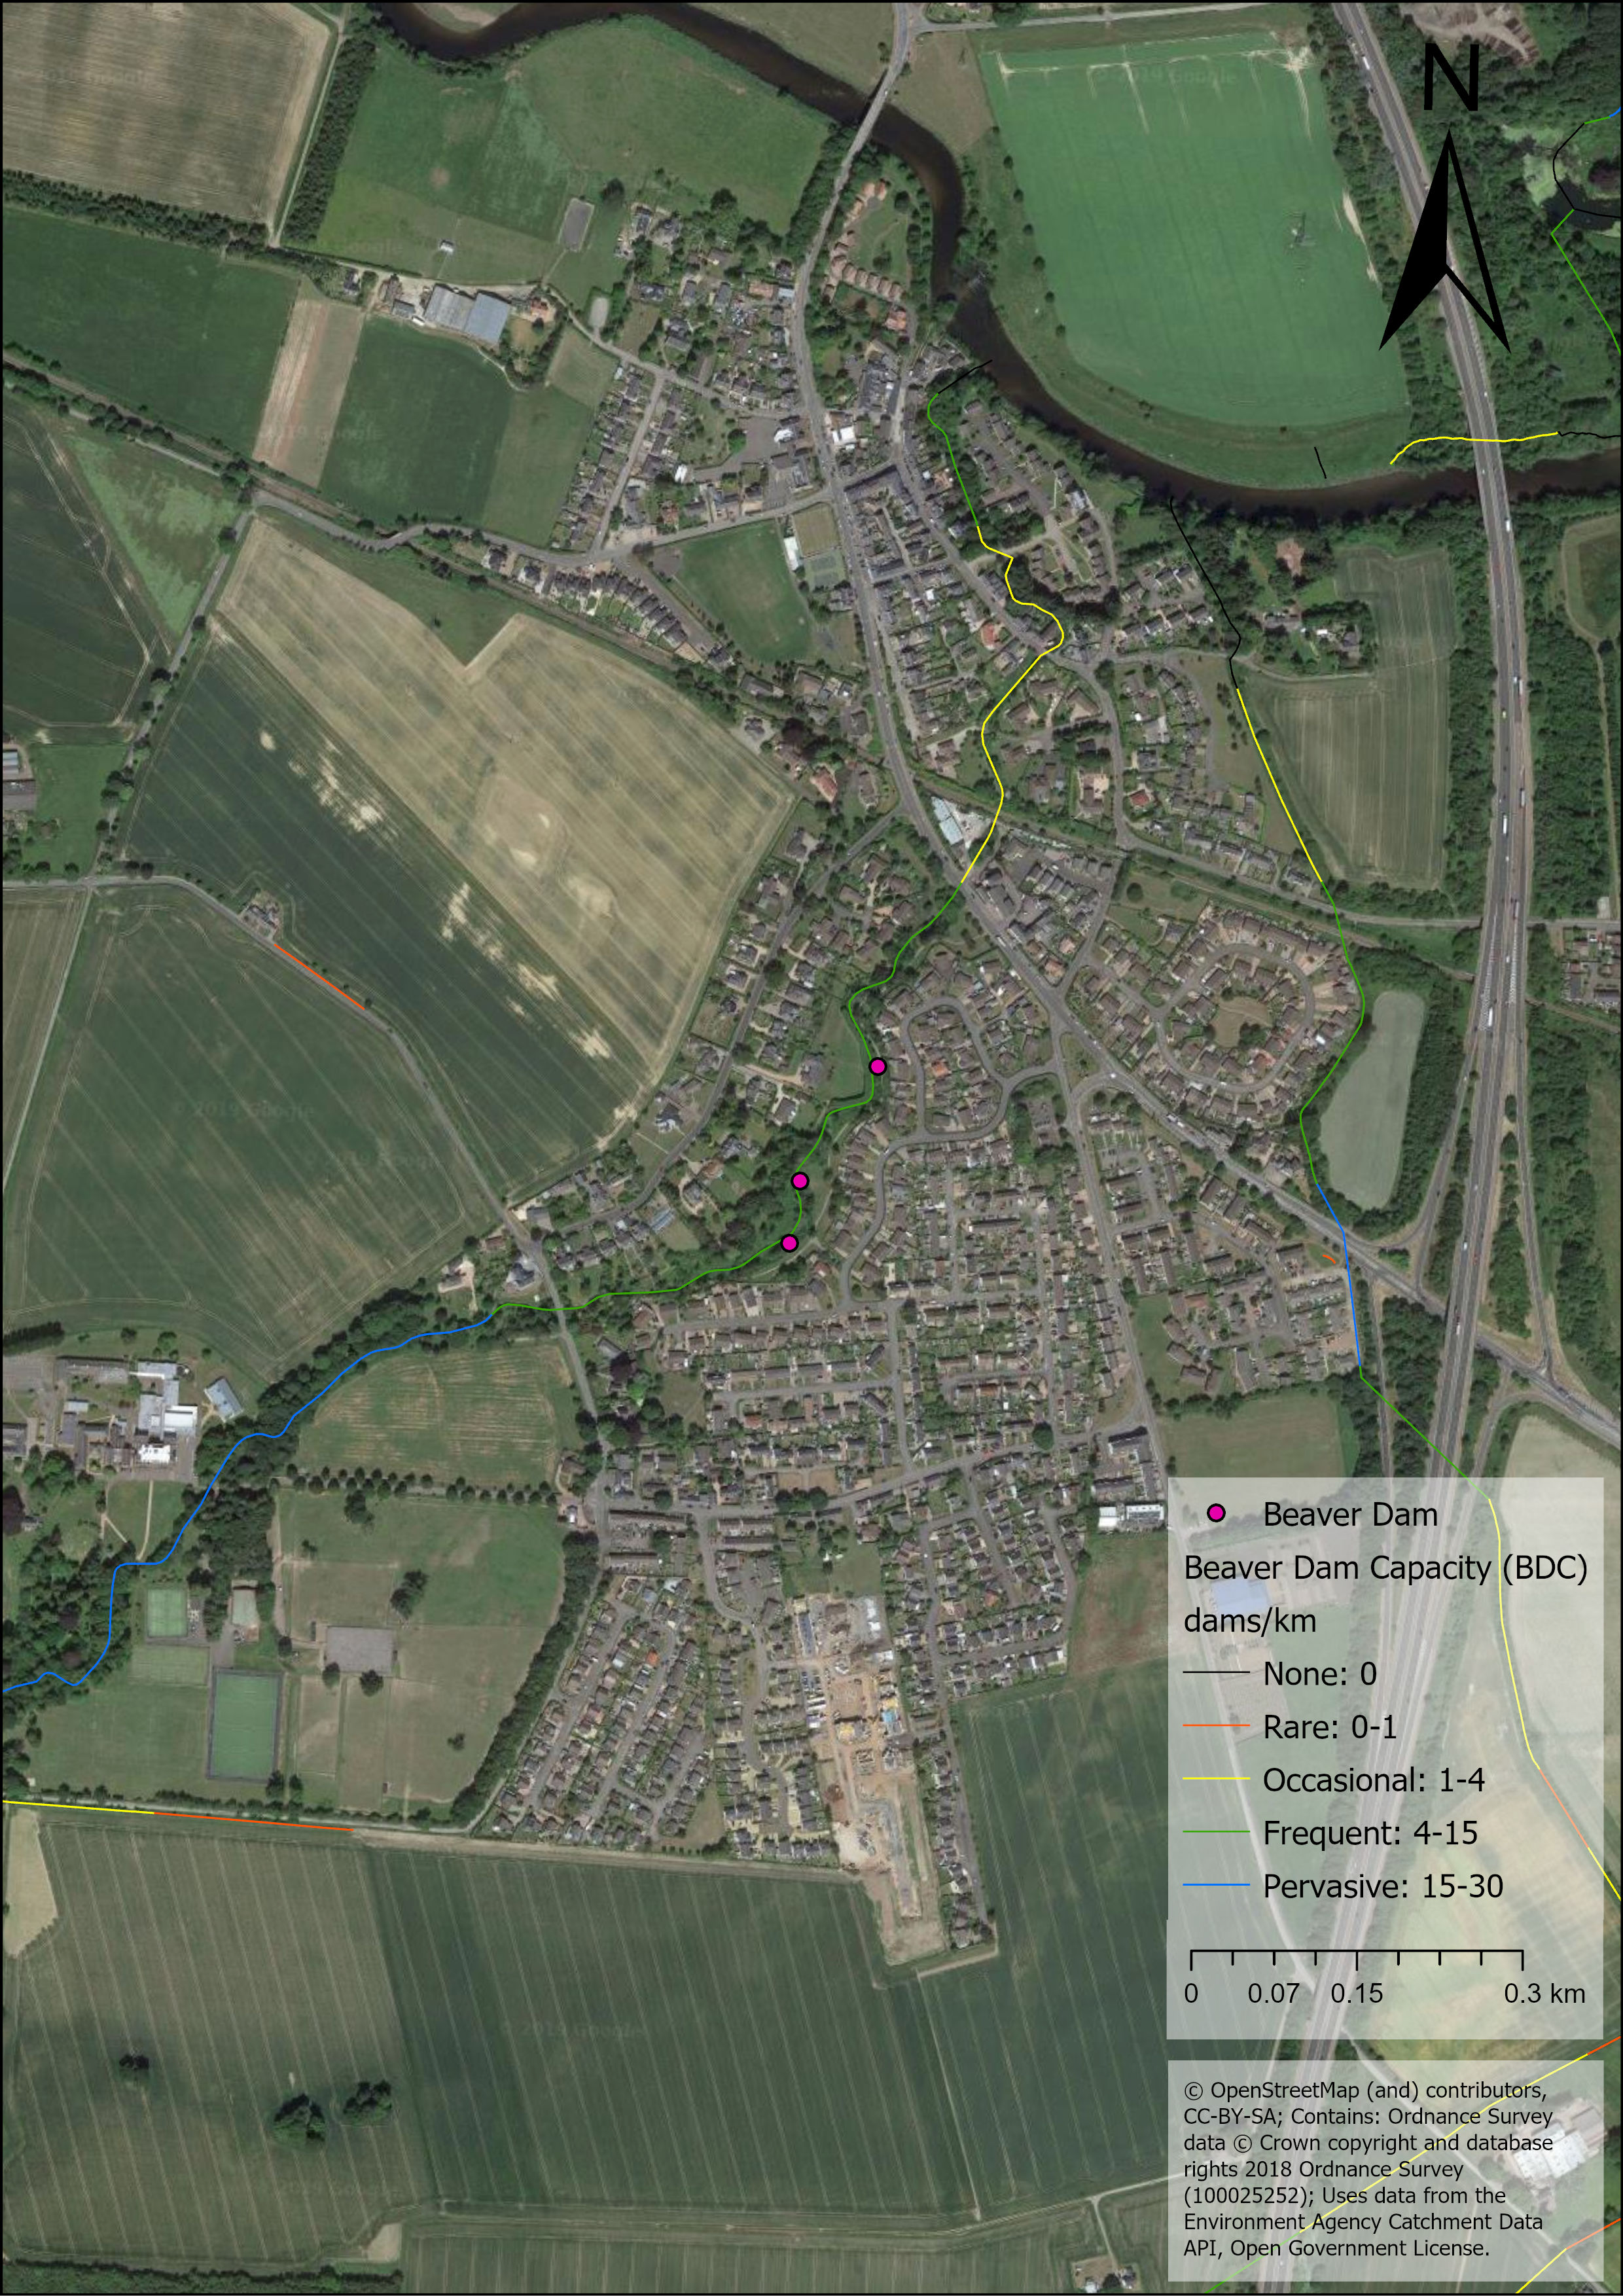 © 2019 Google
N
Beaver Dam
Beaver Dam Capacity (BDC)
dams/km
None: 0
Rare: 0-1
Occasional: 1-4
Frequent: 4-15
Pervasive: 15-30
0 0.07 0.15 0.3 km
© OpenStreetMap (and) contributors,
CC-BY-SA; Contains: Ordnance Survey
data © Crown copyright and database
rights 2018 Ordnance Survey
(100025252); Uses data from the
Environment Agency Catchment Data
API, Open Government License.